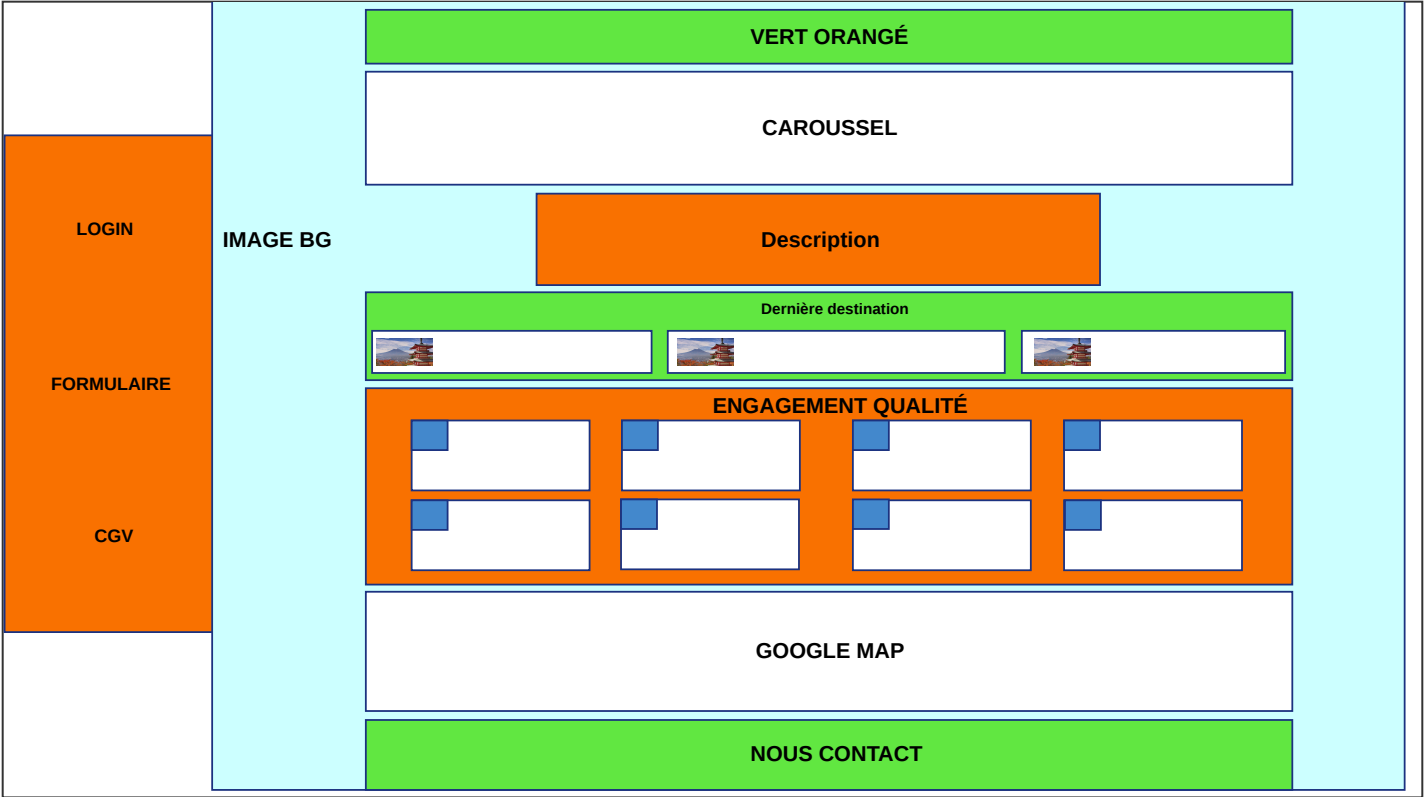 VERT ORANGÉ
CAROUSSEL
LOGIN
IMAGE BG
Description
Dernière destination
FORMULAIRE
ENGAGEMENT QUALITÉ
CGV
GOOGLE MAP
NOUS CONTACT